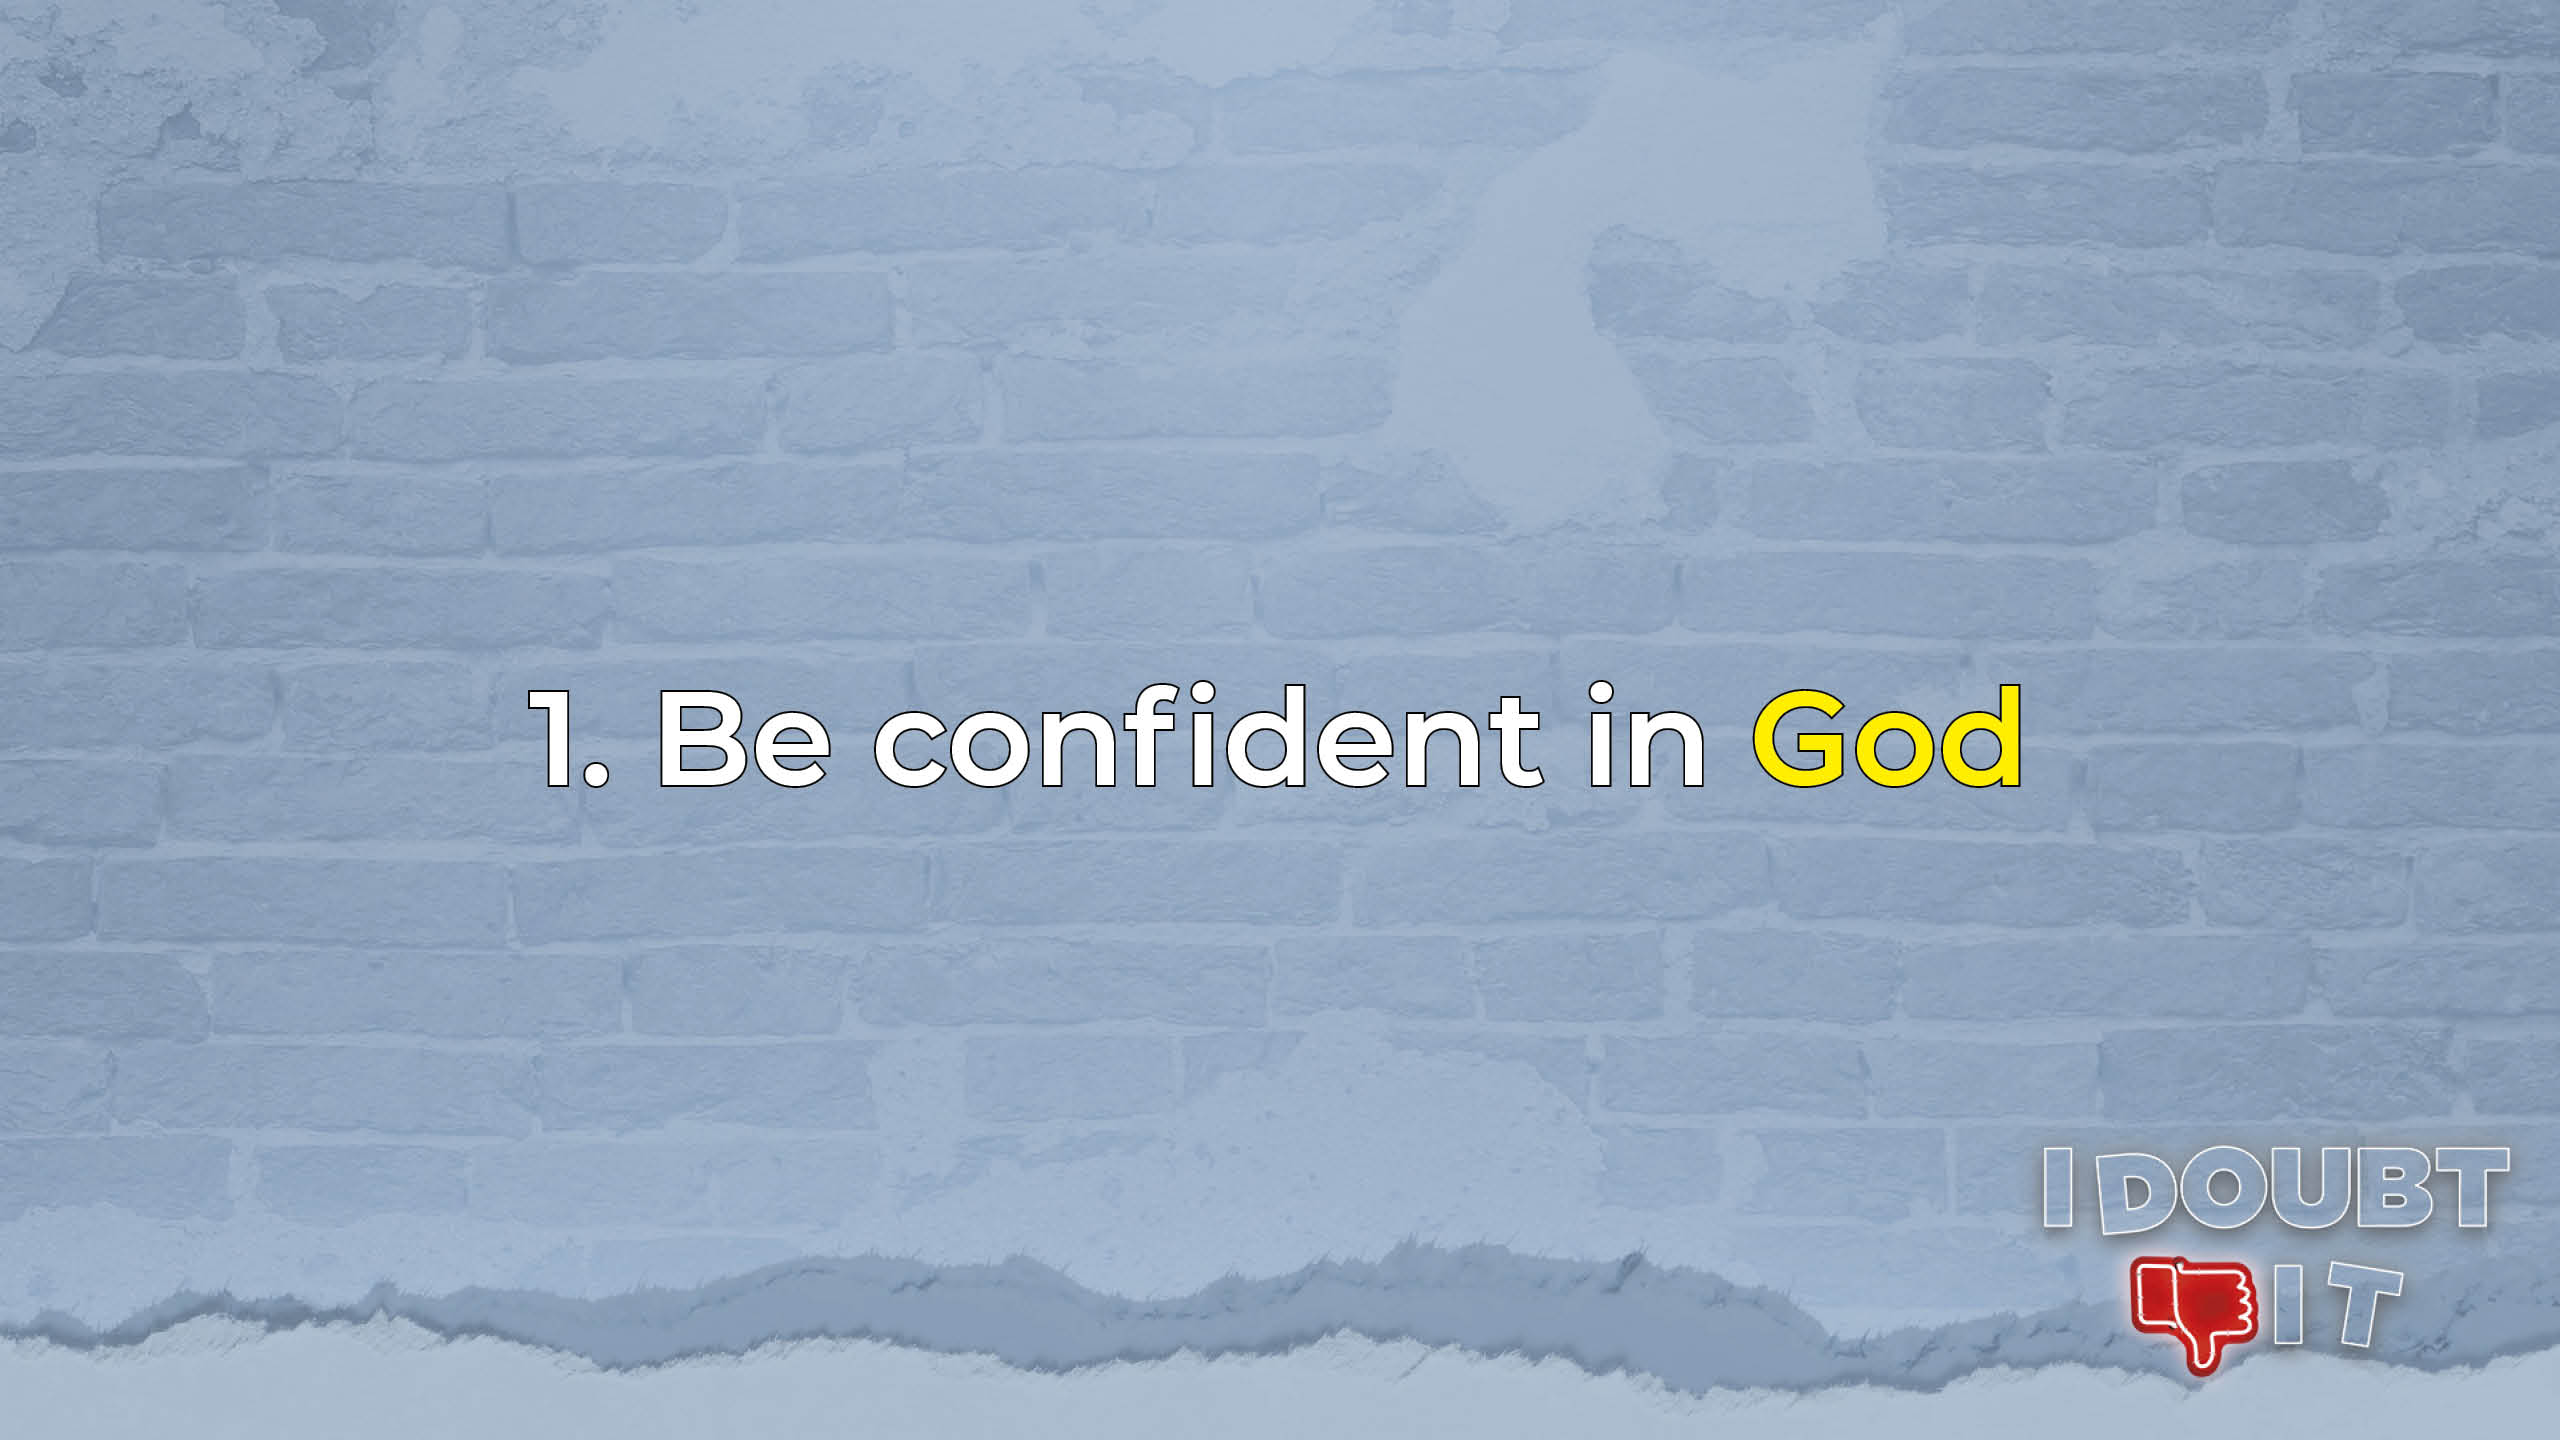 1. Be confident in God
I DOUBT
IT